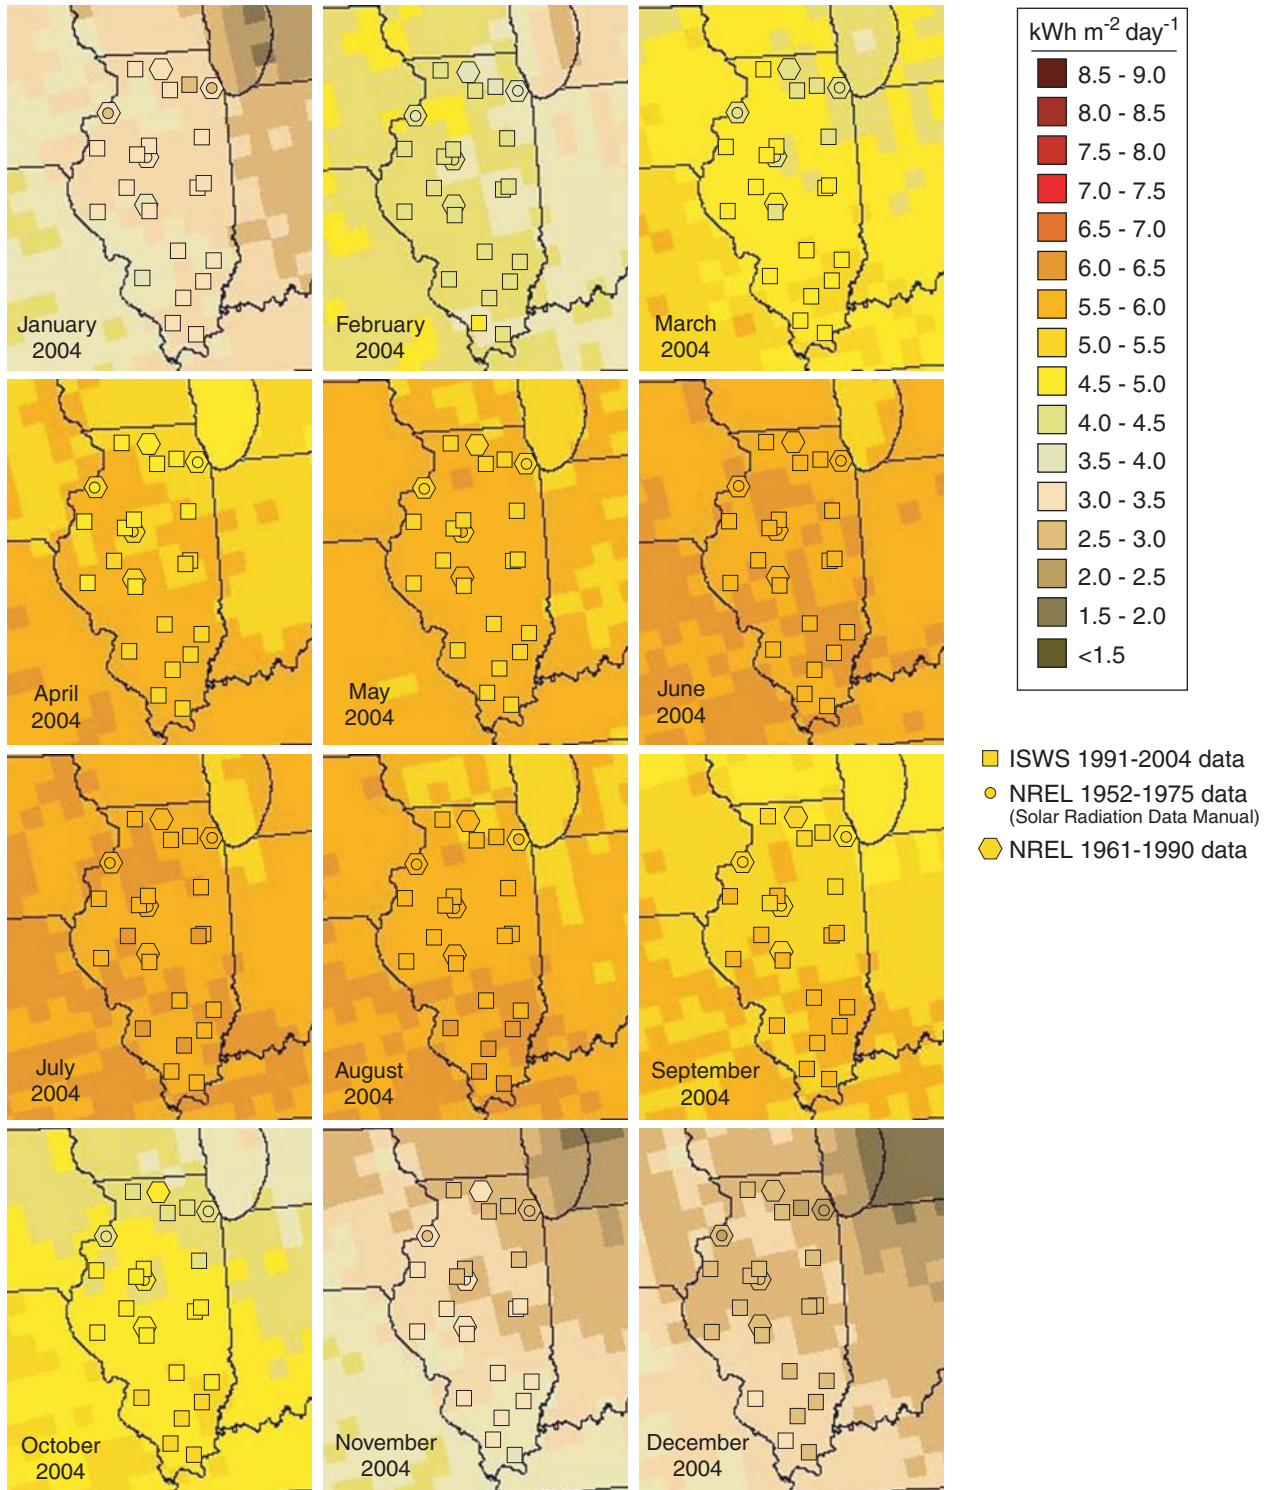 January
2004
February
2004
March
2004
April
2004
May
2004
June
2004
July
2004
August
2004
September
2004
October
2004
November
2004
December
2004
kWh m⁻² day⁻¹
8.5 - 9.0
8.0 - 8.5
7.5 - 8.0
7.0 - 7.5
6.5 - 7.0
6.0 - 6.5
5.5 - 6.0
5.0 - 5.5
4.5 - 5.0
4.0 - 4.5
3.5 - 4.0
3.0 - 3.5
2.5 - 3.0
2.0 - 2.5
1.5 - 2.0
<1.5
ISWS 1991-2004 data
NREL 1952-1975 data
(Solar Radiation Data Manual)
NREL 1961-1990 data